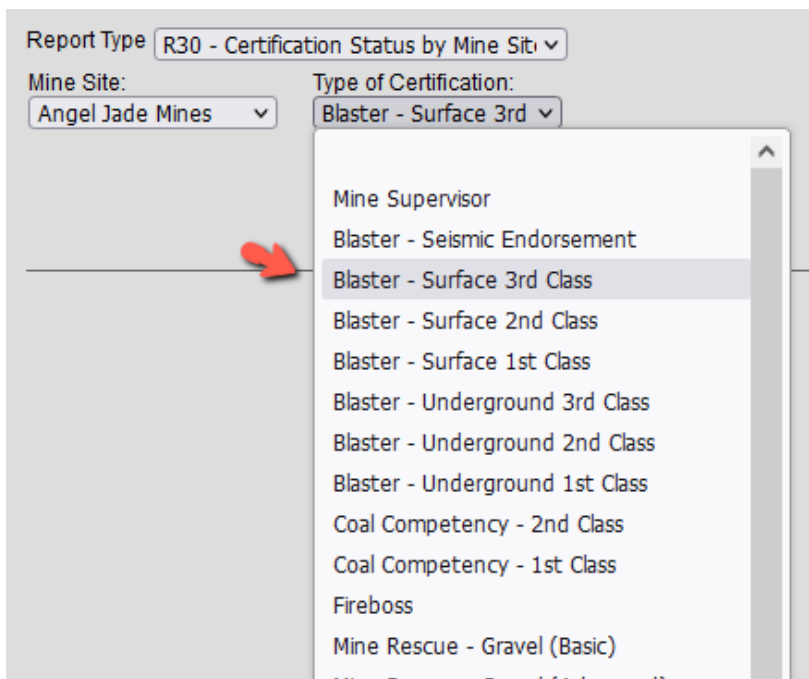 Report Type R30 - Certification Status by Mine Sit
Mine Site: Type of Certification:
Angel Jade Mines Blaster - Surface 3rd
Mine Supervisor
Blaster - Seismic Endorsement
Blaster - Surface 3rd Class
Blaster - Surface 2nd Class
Blaster - Surface 1st Class
Blaster - Underground 3rd Class
Blaster - Underground 2nd Class
Blaster - Underground 1st Class
Coal Competency - 2nd Class
Coal Competency - 1st Class
Fireboss
Mine Rescue - Gravel (Basic)